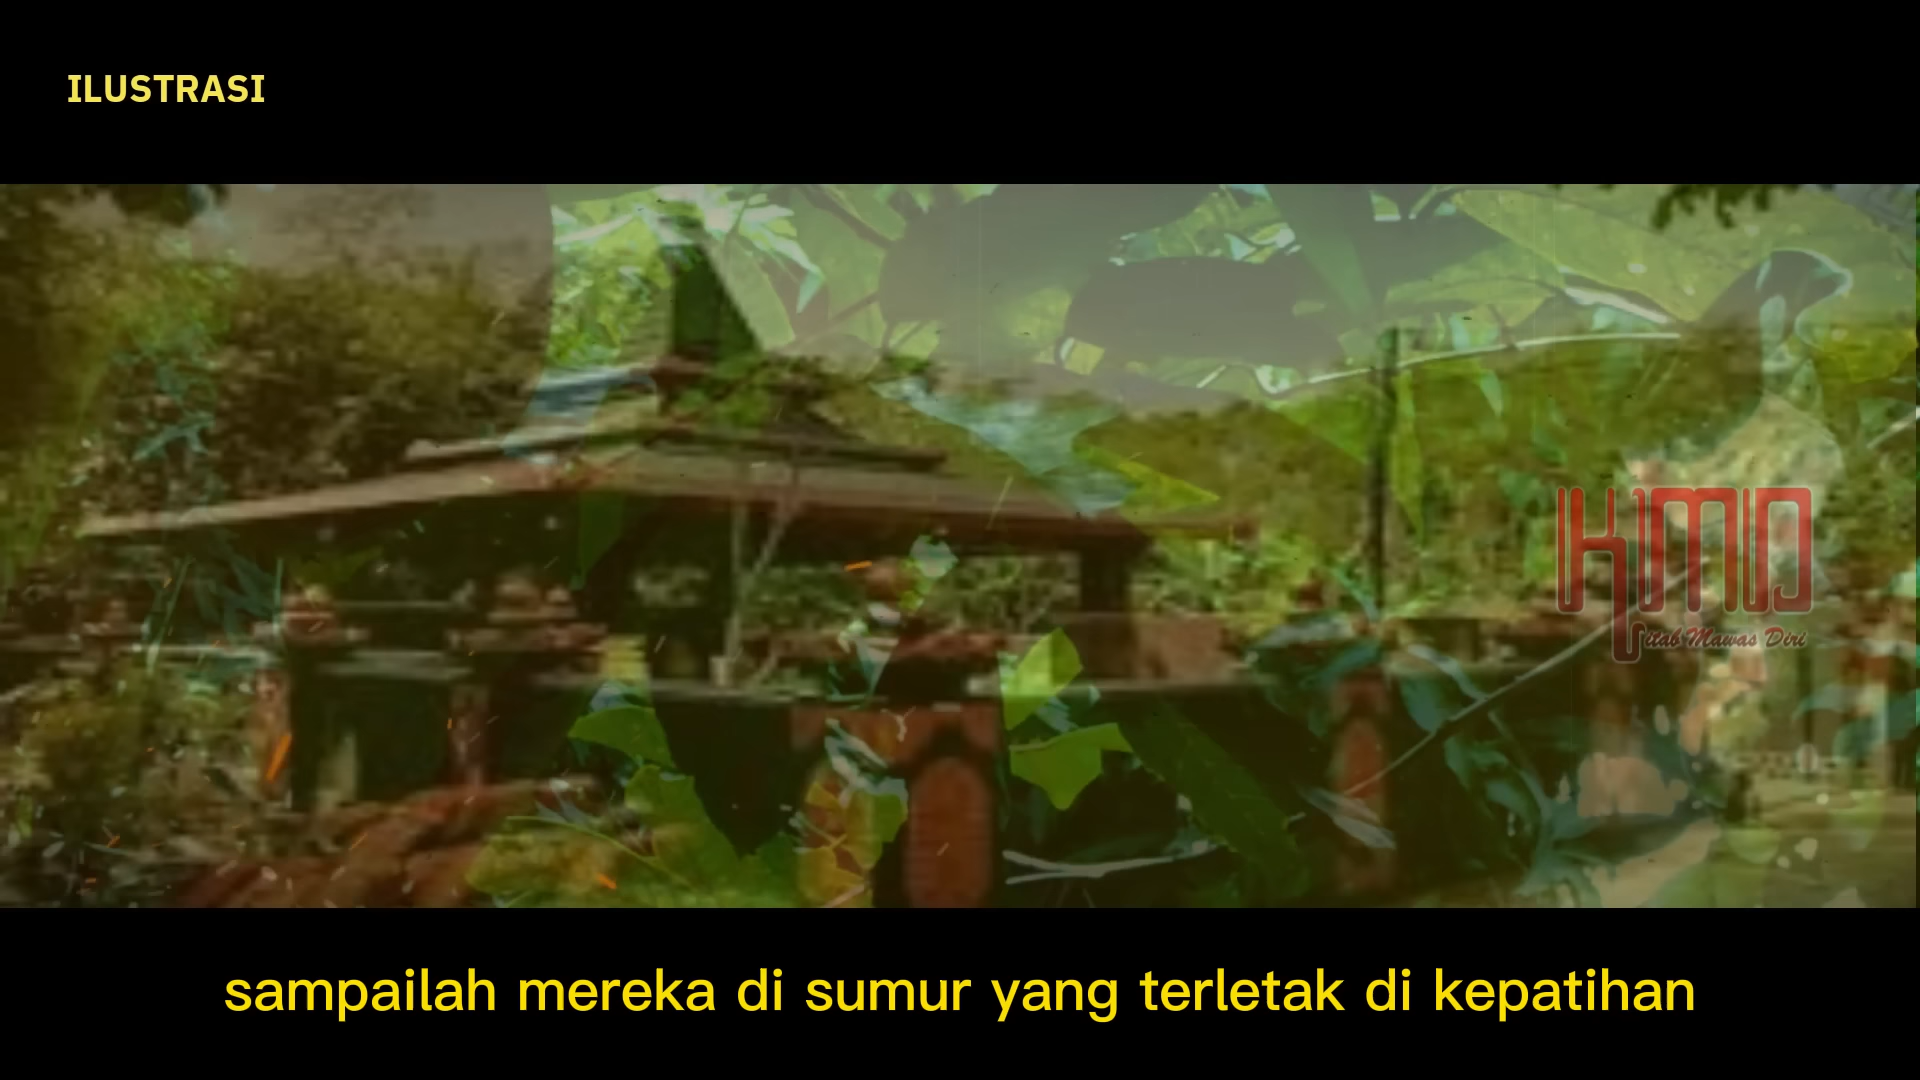 ILUSTRASI
KMD
Kitab Mawas Diri
sampailah mereka di sumur yang terletak di kepatihan